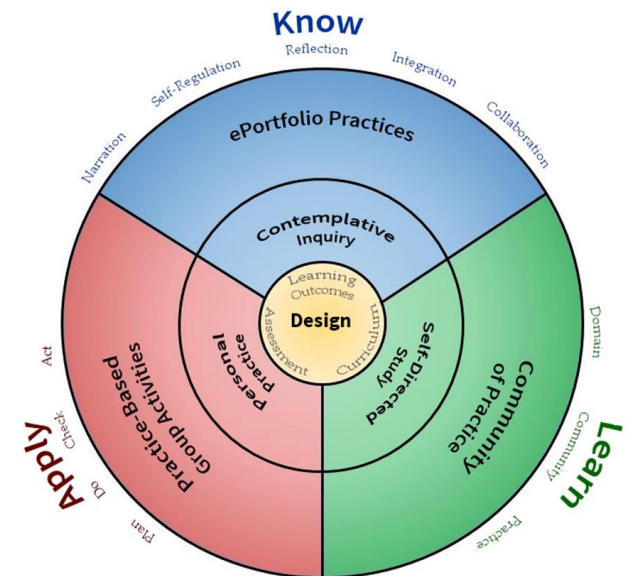 Know
Reflection
Self-Regulation
Integration
Narration
Collaboration
ePortfolio Practices
Contemplative
Inquiry
Learning
Outcomes
Design
Assessment
Curriculum
Personal
Practice
Self-Directed
Study
Practice-Based
Group Activities
Community
of Practice
Act
Check
Do
Plan
Apply
Domain
Community
Practice
Learn